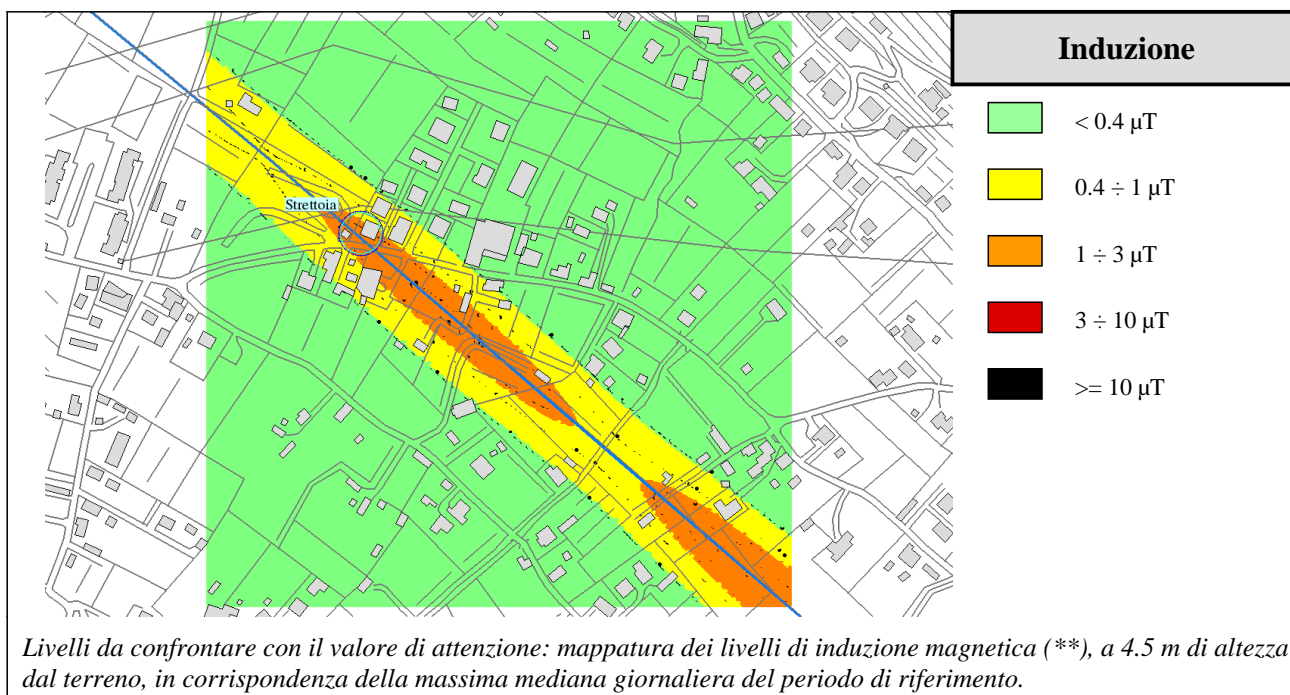 Induzione
Strettoia
< 0.4 µT
0.4 ÷ 1 µT
1 ÷ 3 µT
3 ÷ 10 µT
>= 10 µT
Livelli da confrontare con il valore di attenzione: mappatura dei livelli di induzione magnetica (**), a 4.5 m di altezza
dal terreno, in corrispondenza della massima mediana giornaliera del periodo di riferimento.